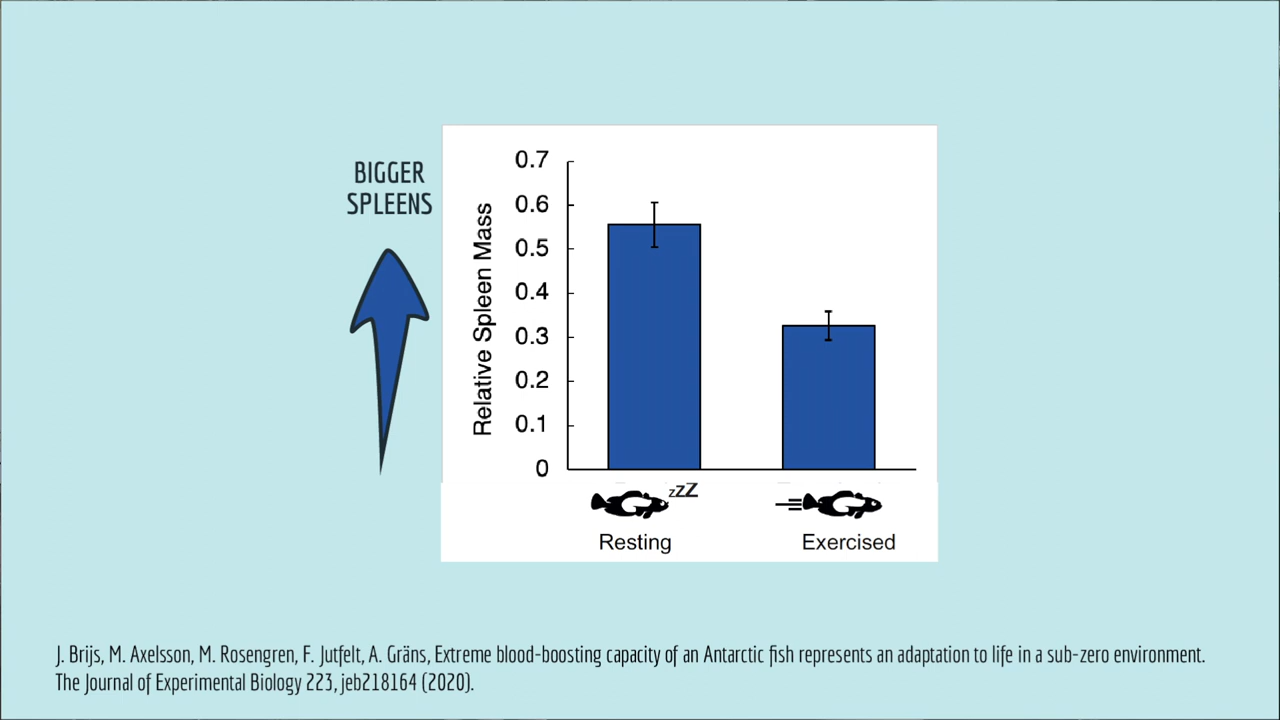 BIGGER
SPLEENS
Relative Spleen Mass
0.7
0.6
0.5
0.4
0.3
0.2
0.1
0
zzZ
Resting
Exercised
J. Brijs, M. Axelsson, M. Rosengren, F. Jutfelt, A. Gräns, Extreme blood-boosting capacity of an Antarctic fish represents an adaptation to life in a sub-zero environment.
The Journal of Experimental Biology 223, jeb218164 (2020).